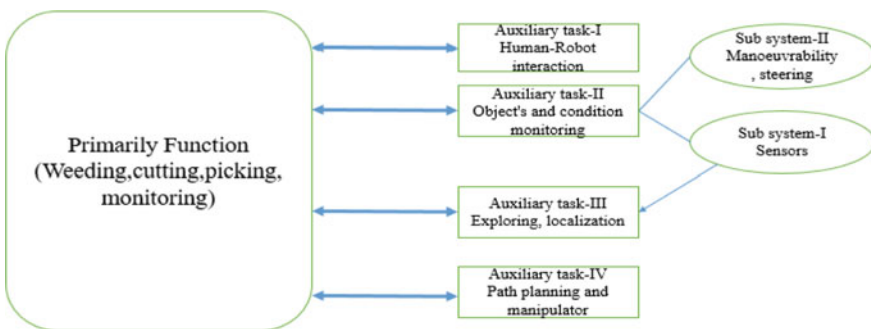 Primarily Function
(Weeding,cutting,picking,
monitoring)
Auxiliary task-I
Human-Robot
interaction
Auxiliary task-II
Object's and condition
monitoring
Auxiliary task-III
Exploring, localization
Auxiliary task-IV
Path planning and
manipulator
Sub system-II
Manoeuvrability
, steering
Sub system-I
Sensors